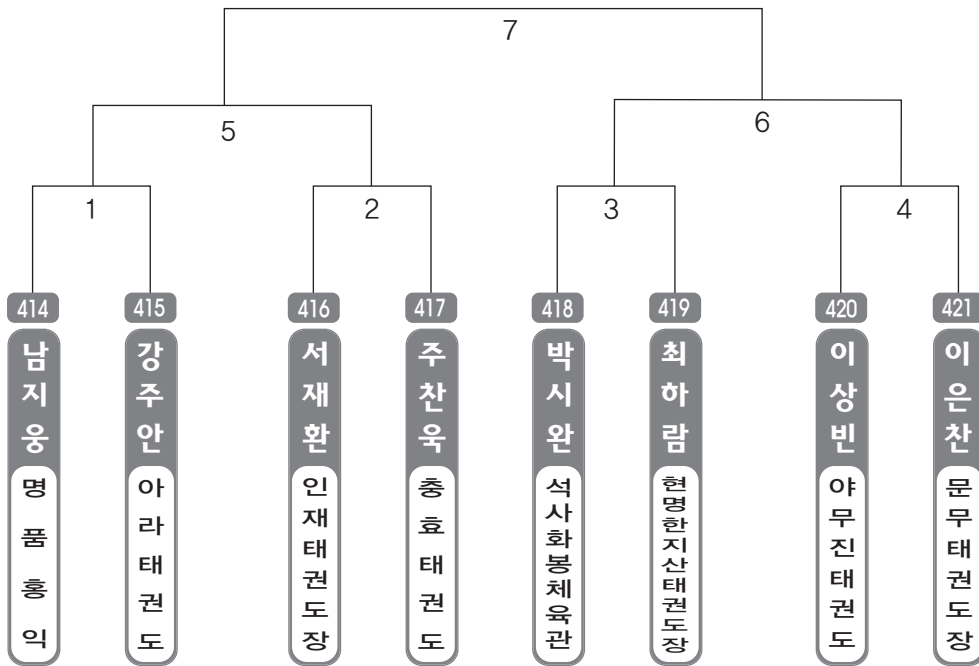 7
5
6
1
2
3
4
414
415
416
417
418
419
420
421
남지웅
강주안
서재환
주찬욱
박시완
최하람
이상빈
이은찬
명품홍익
아라태권도
인재태권도장
충효태권도
석사화봉체육관
현명한지산태권도장
야무진태권도
문무태권도장